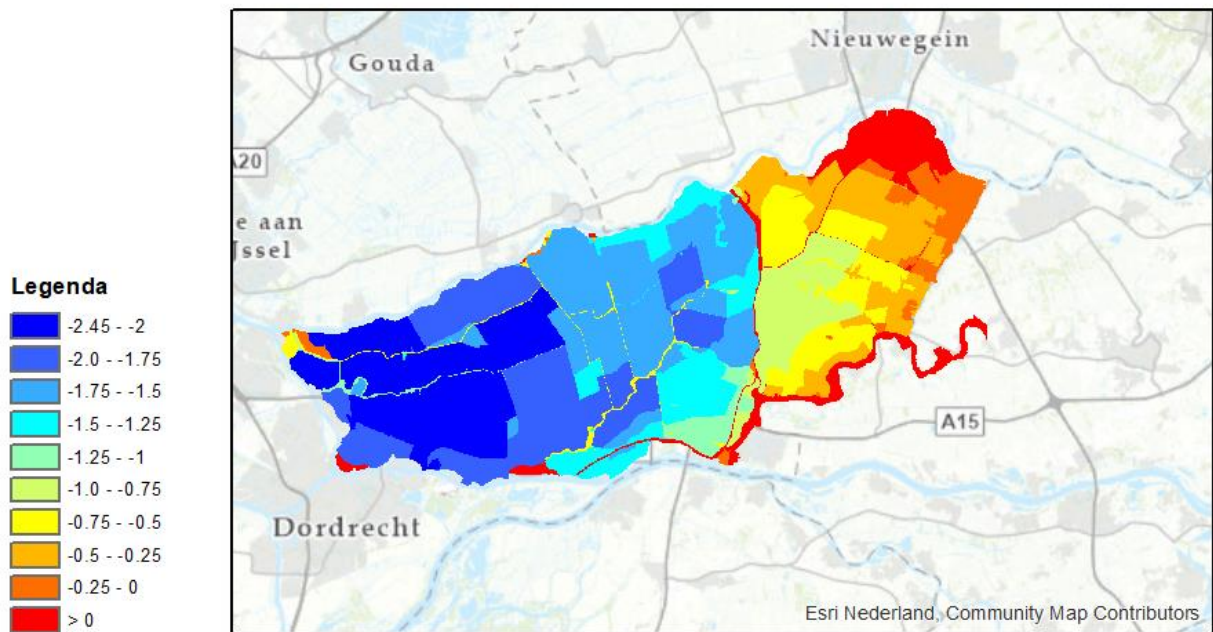 Legenda
-2.45 - -2
-2.0 - -1.75
-1.75 - -1.5
-1.5 - -1.25
-1.25 - -1
-1.0 - -0.75
-0.75 - -0.5
-0.5 - -0.25
-0.25 - 0
> 0
Nieuwegein
Gouda
A20
e aan
Jssel
A15
Dordrecht
Esri Nederland, Community Map Contributors